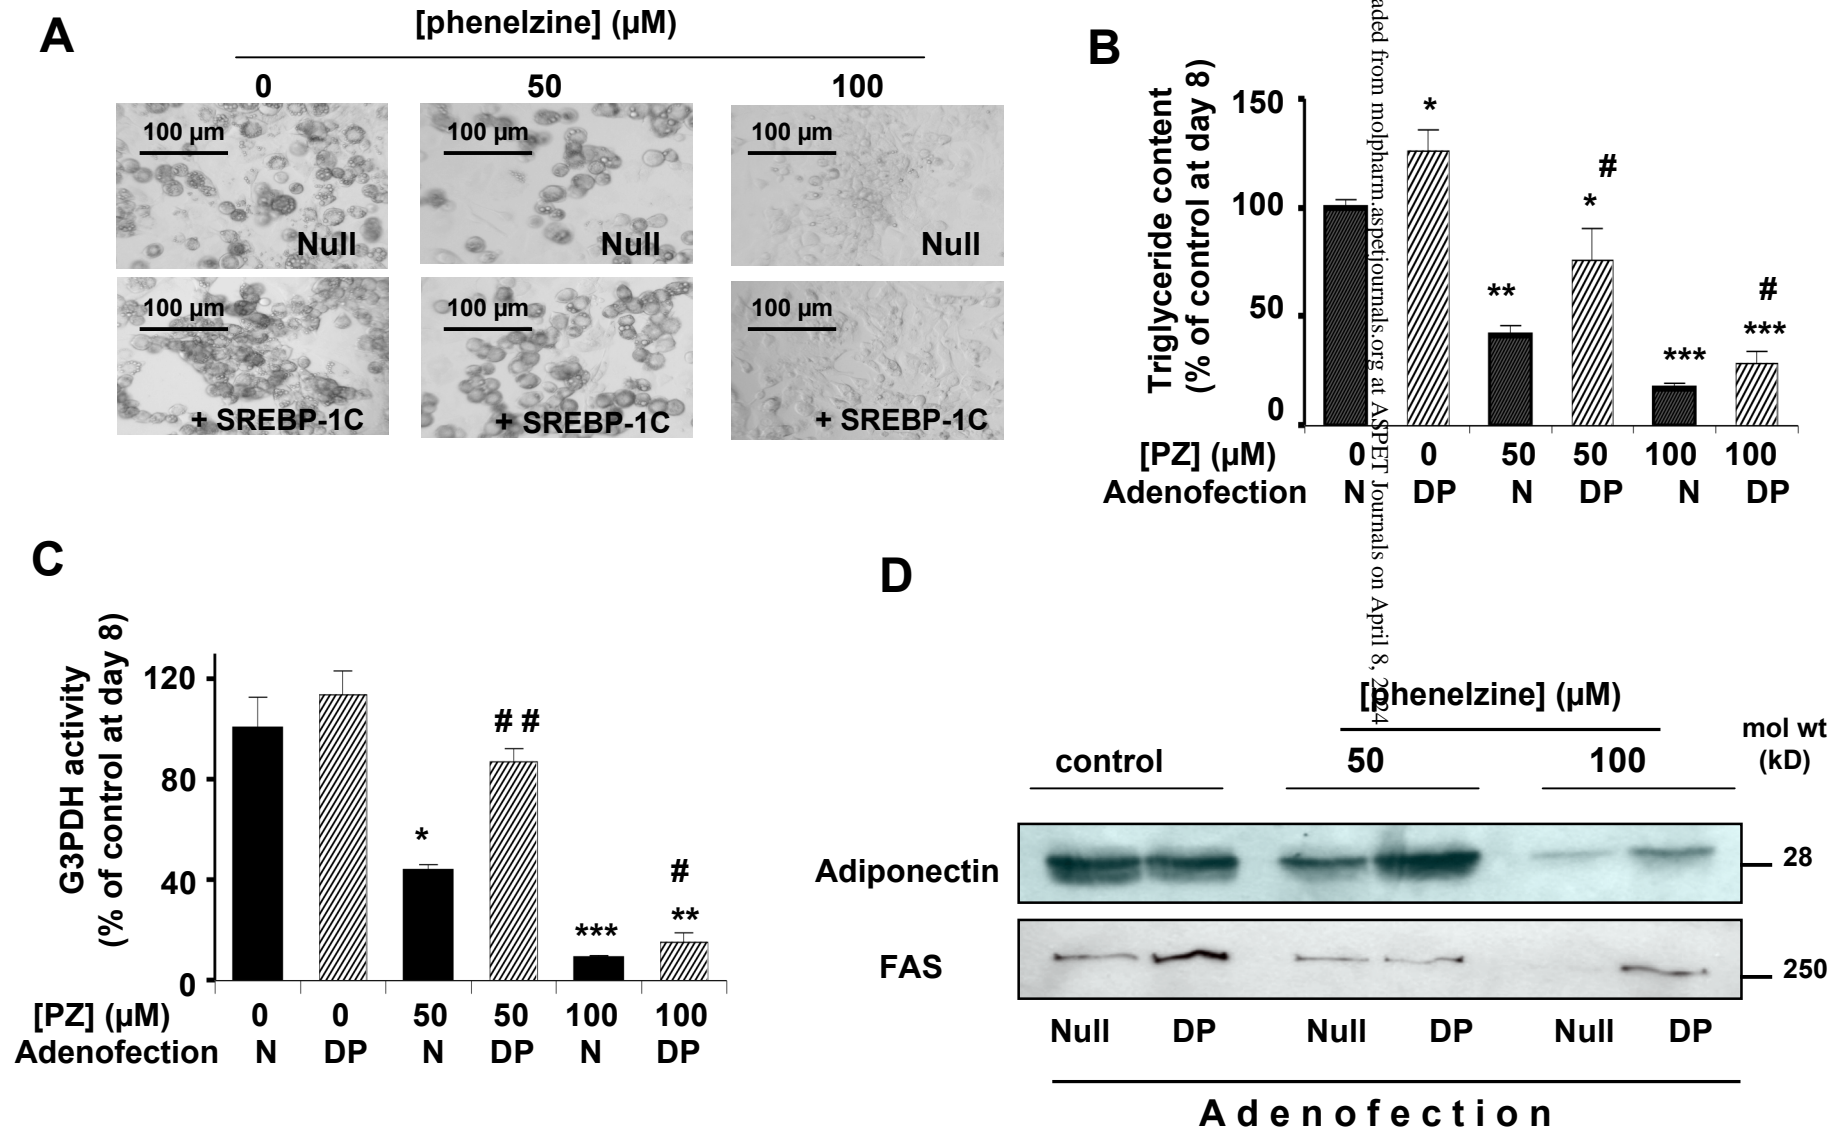 A
[phenelzine] (µM)
0 50 100
100 µm 100 µm 100 µm
Null Null Null
100 µm 100 µm 100 µm
+ SREBP-1C + SREBP-1C + SREBP-1C
B
Triglyceride content
(% of control at day 8)
150
100
50
0
*
#
*
**
***
#
***
[PZ] (µM) 0 0 50 50 100 100
Adenofection N DP N DP N DP
aded from molpharm.aspetjournals.org at ASPET Journals on April 8, 2024
C
G3PDH activity
(% of control at day 8)
120
80
40
0
*
# #
***
#
**
[PZ] (µM) 0 0 50 50 100 100
Adenofection N DP N DP N DP
D
[phenelzine] (µM)
control 50 100
mol wt
(kD)
Adiponectin 28
FAS 250
Null DP Null DP Null DP
Adenofection